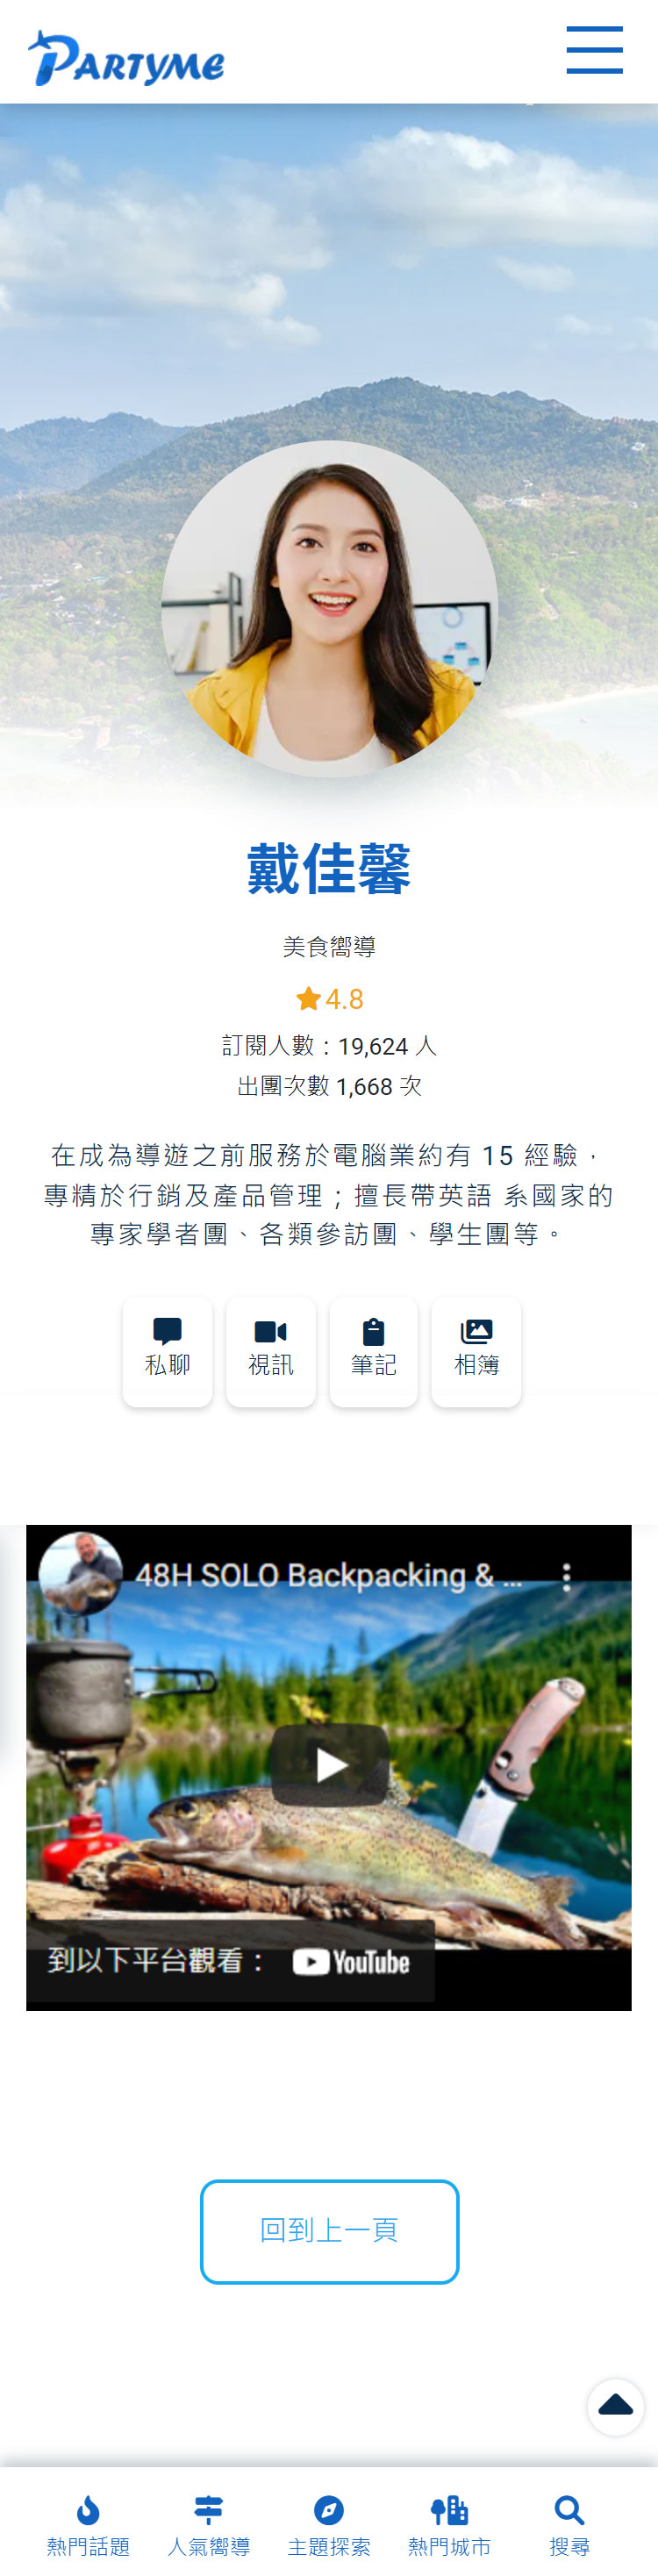 PARTYME
戴佳馨
美食嚮導
4.8
訂閱人數：19,624 人
出團次數 1,668 次
在成為導遊之前服務於電腦業約有 15 經驗，
專精於行銷及產品管理；擅長帶英語 系國家的
專家學者團、各類參訪團、學生團等。
私聊 視訊 筆記 相簿
48H SOLO Backpacking & ...
到以下平台觀看： YouTube
回到上一頁
熱門話題 人氣嚮導 主題探索 熱門城市 搜尋